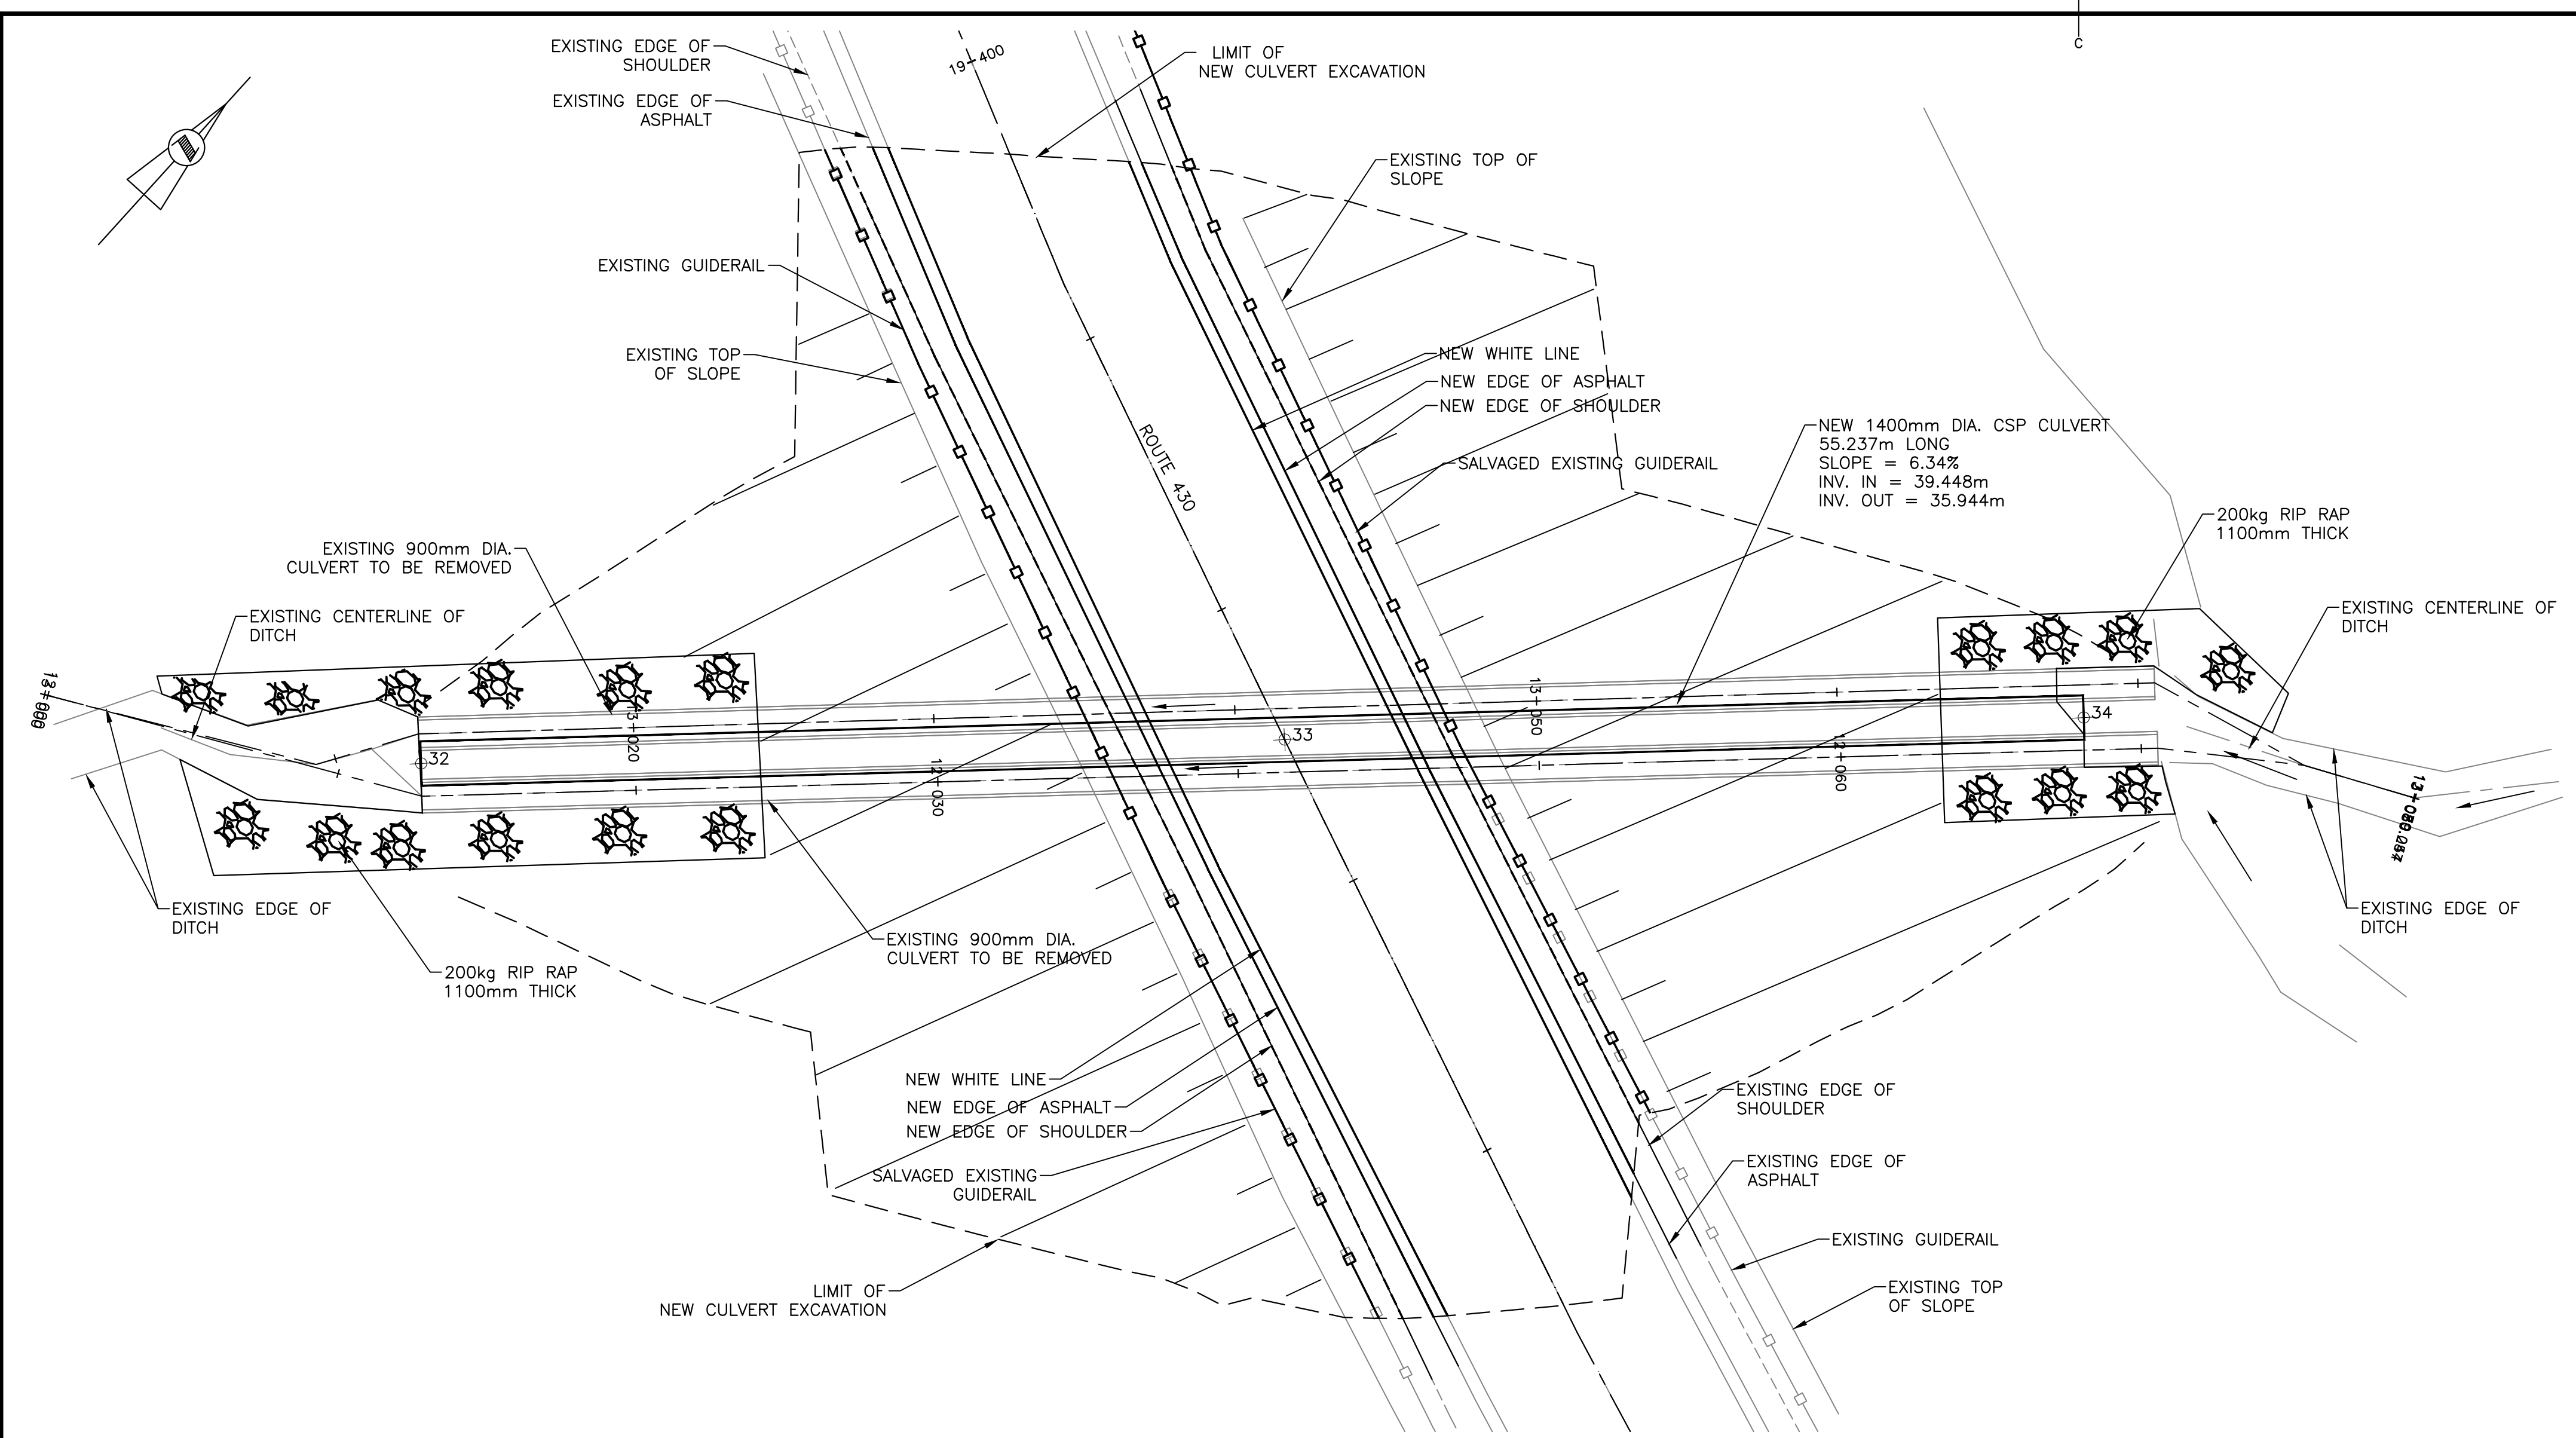 C
EXISTING EDGE OF
SHOULDER
19+400
LIMIT OF
NEW CULVERT EXCAVATION
EXISTING EDGE OF
ASPHALT
EXISTING TOP OF
SLOPE
EXISTING GUIDERAIL
EXISTING TOP
OF SLOPE
NEW WHITE LINE
NEW EDGE OF ASPHALT
NEW EDGE OF SHOULDER
ROUTE 430
SALVAGED EXISTING GUIDERAIL
NEW 1400mm DIA. CSP CULVERT
55.237m LONG
SLOPE = 6.34%
INV. IN = 39.448m
INV. OUT = 35.944m
200kg RIP RAP
1100mm THICK
EXISTING 900mm DIA.
CULVERT TO BE REMOVED
EXISTING CENTERLINE OF
DITCH
EXISTING CENTERLINE OF
DITCH
13+020
13+050
32
33
34
12+030
12+060
EXISTING EDGE OF
DITCH
EXISTING 900mm DIA.
CULVERT TO BE REMOVED
200kg RIP RAP
1100mm THICK
EXISTING EDGE OF
DITCH
NEW WHITE LINE
NEW EDGE OF ASPHALT
NEW EDGE OF SHOULDER
SALVAGED EXISTING
GUIDERAIL
EXISTING EDGE OF
SHOULDER
EXISTING EDGE OF
ASPHALT
EXISTING GUIDERAIL
EXISTING TOP
OF SLOPE
LIMIT OF
NEW CULVERT EXCAVATION